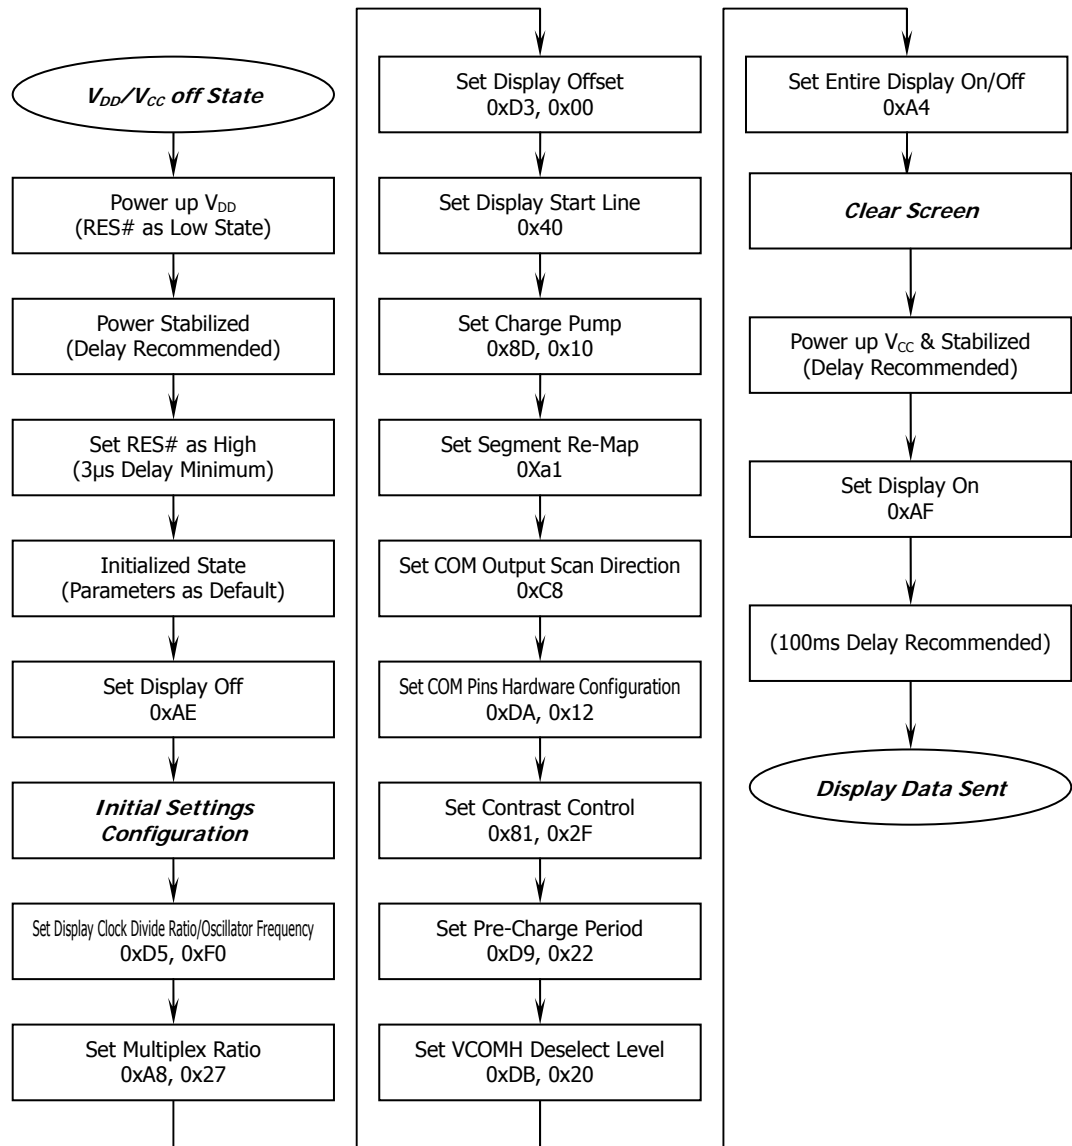 V_DD/V_CC off State
Power up V_DD
(RES# as Low State)
Power Stabilized
(Delay Recommended)
Set RES# as High
(3µs Delay Minimum)
Initialized State
(Parameters as Default)
Set Display Off
0xAE
Initial Settings
Configuration
Set Display Clock Divide Ratio/Oscillator Frequency
0xD5, 0xF0
Set Multiplex Ratio
0xA8, 0x27
Set Display Offset
0xD3, 0x00
Set Display Start Line
0x40
Set Charge Pump
0x8D, 0x10
Set Segment Re-Map
0Xa1
Set COM Output Scan Direction
0xC8
Set COM Pins Hardware Configuration
0xDA, 0x12
Set Contrast Control
0x81, 0x2F
Set Pre-Charge Period
0xD9, 0x22
Set VCOMH Deselect Level
0xDB, 0x20
Set Entire Display On/Off
0xA4
Clear Screen
Power up V_CC & Stabilized
(Delay Recommended)
Set Display On
0xAF
(100ms Delay Recommended)
Display Data Sent